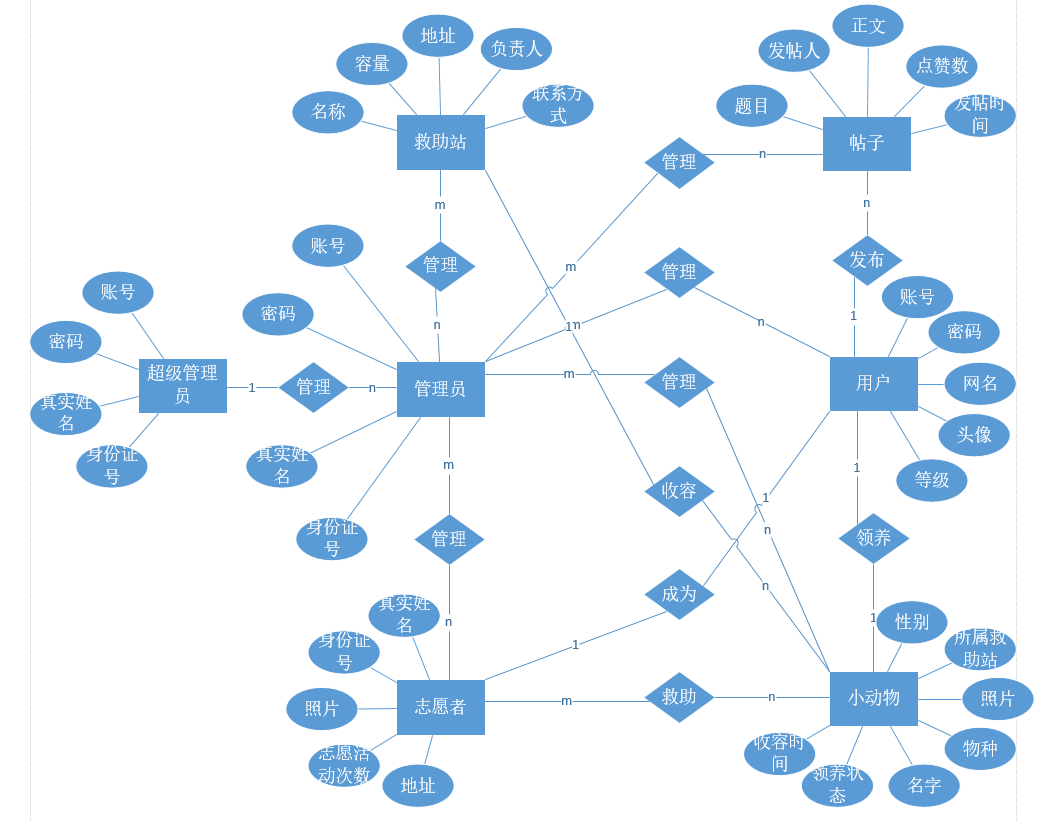 地址
正文
负责人
发帖人
容量
点赞数
名称
联系方
式
题目
发帖时
间
救助站
帖子
管理
n
m
n
管理
账号
m
管理
发布
账号
账号
密码
n
1
n
1
m
密码
密码
超级管理
员
1
管理
n
管理员
m
管理
用户
网名
真实姓
名
真实姓
名
头像
身份证
号
m
1
等级
收容
1
身份证
号
管理
n
领养
n
成为
真实姓
名
n
1
性别
身份证
号
1
所属救
助站
照片
志愿者
m
救助
n
小动物
照片
志愿活
动次数
地址
收容时
间
物种
领养状
态
名字